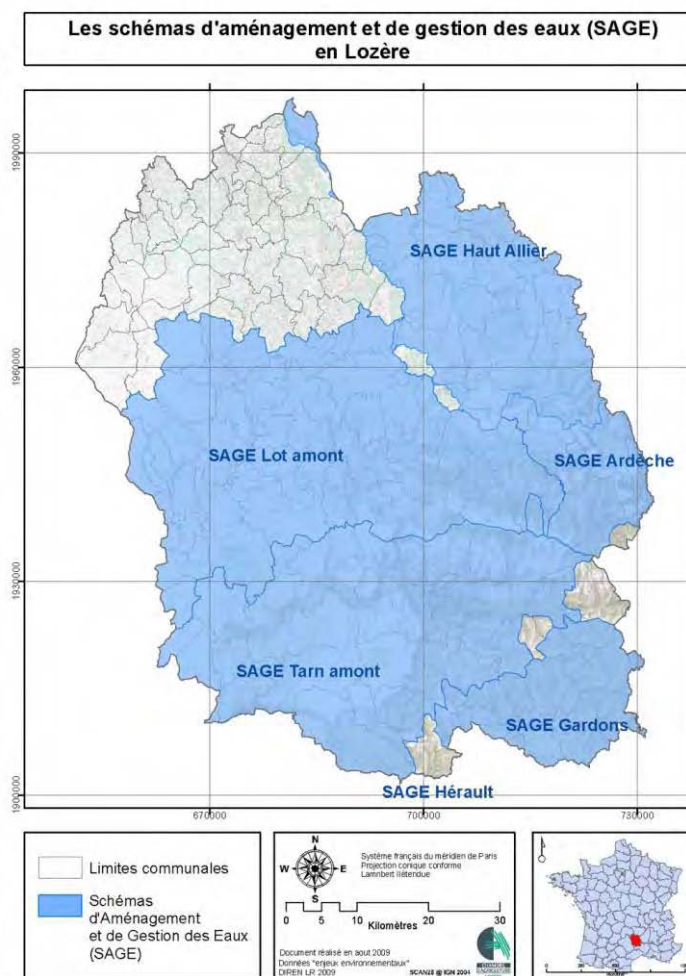 Les schémas d'aménagement et de gestion des eaux (SAGE)
en Lozère
1990000
1960000
1930000
1900000
SAGE Haut Allier
SAGE Lot amont
SAGE Ardèche
SAGE Tarn amont
SAGE Gardons
SAGE Hérault
670000
700000
730000
Limites communales
Schémas
d'Aménagement
et de Gestion des Eaux
(SAGE)
N
W
E
S
Système français du méridien de Paris
Projection conique conforme
0 5 10 20 30
Kilomètres
Document réalisé en aout 2009
Données "enjeux environnementaux"
DIREN LR 2009
SCAN25 @ IGN 2004